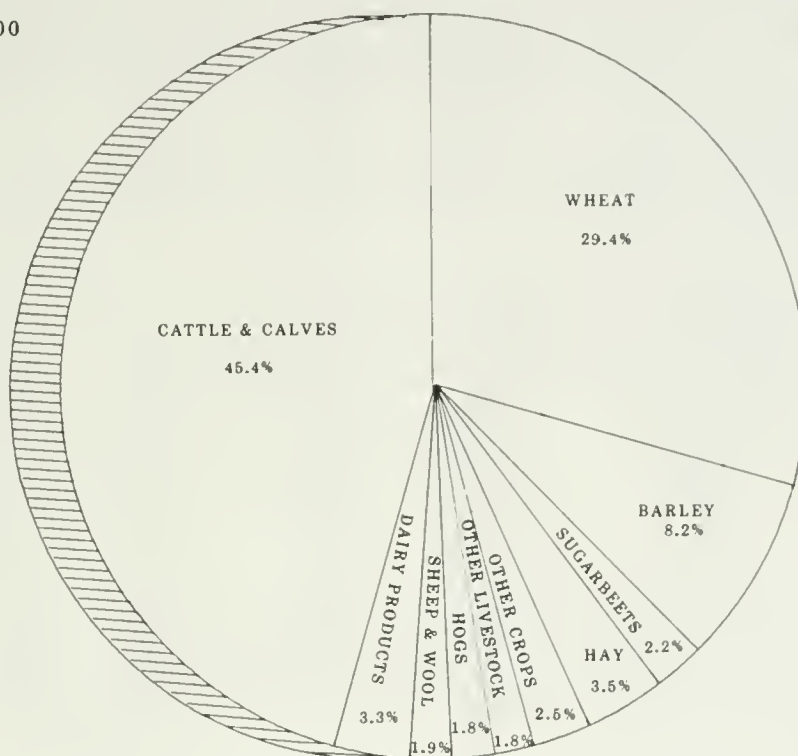 00
WHEAT
29.4%
CATTLE & CALVES
45.4%
BARLEY
8.2%
SUGARBEETS
2.2%
HAY
3.5%
OTHER CROPS
2.5%
OTHER LIVESTOCK
1.8%
HOGS
1.8%
SHEEP & WOOL
1.9%
DAIRY PRODUCTS
3.3%